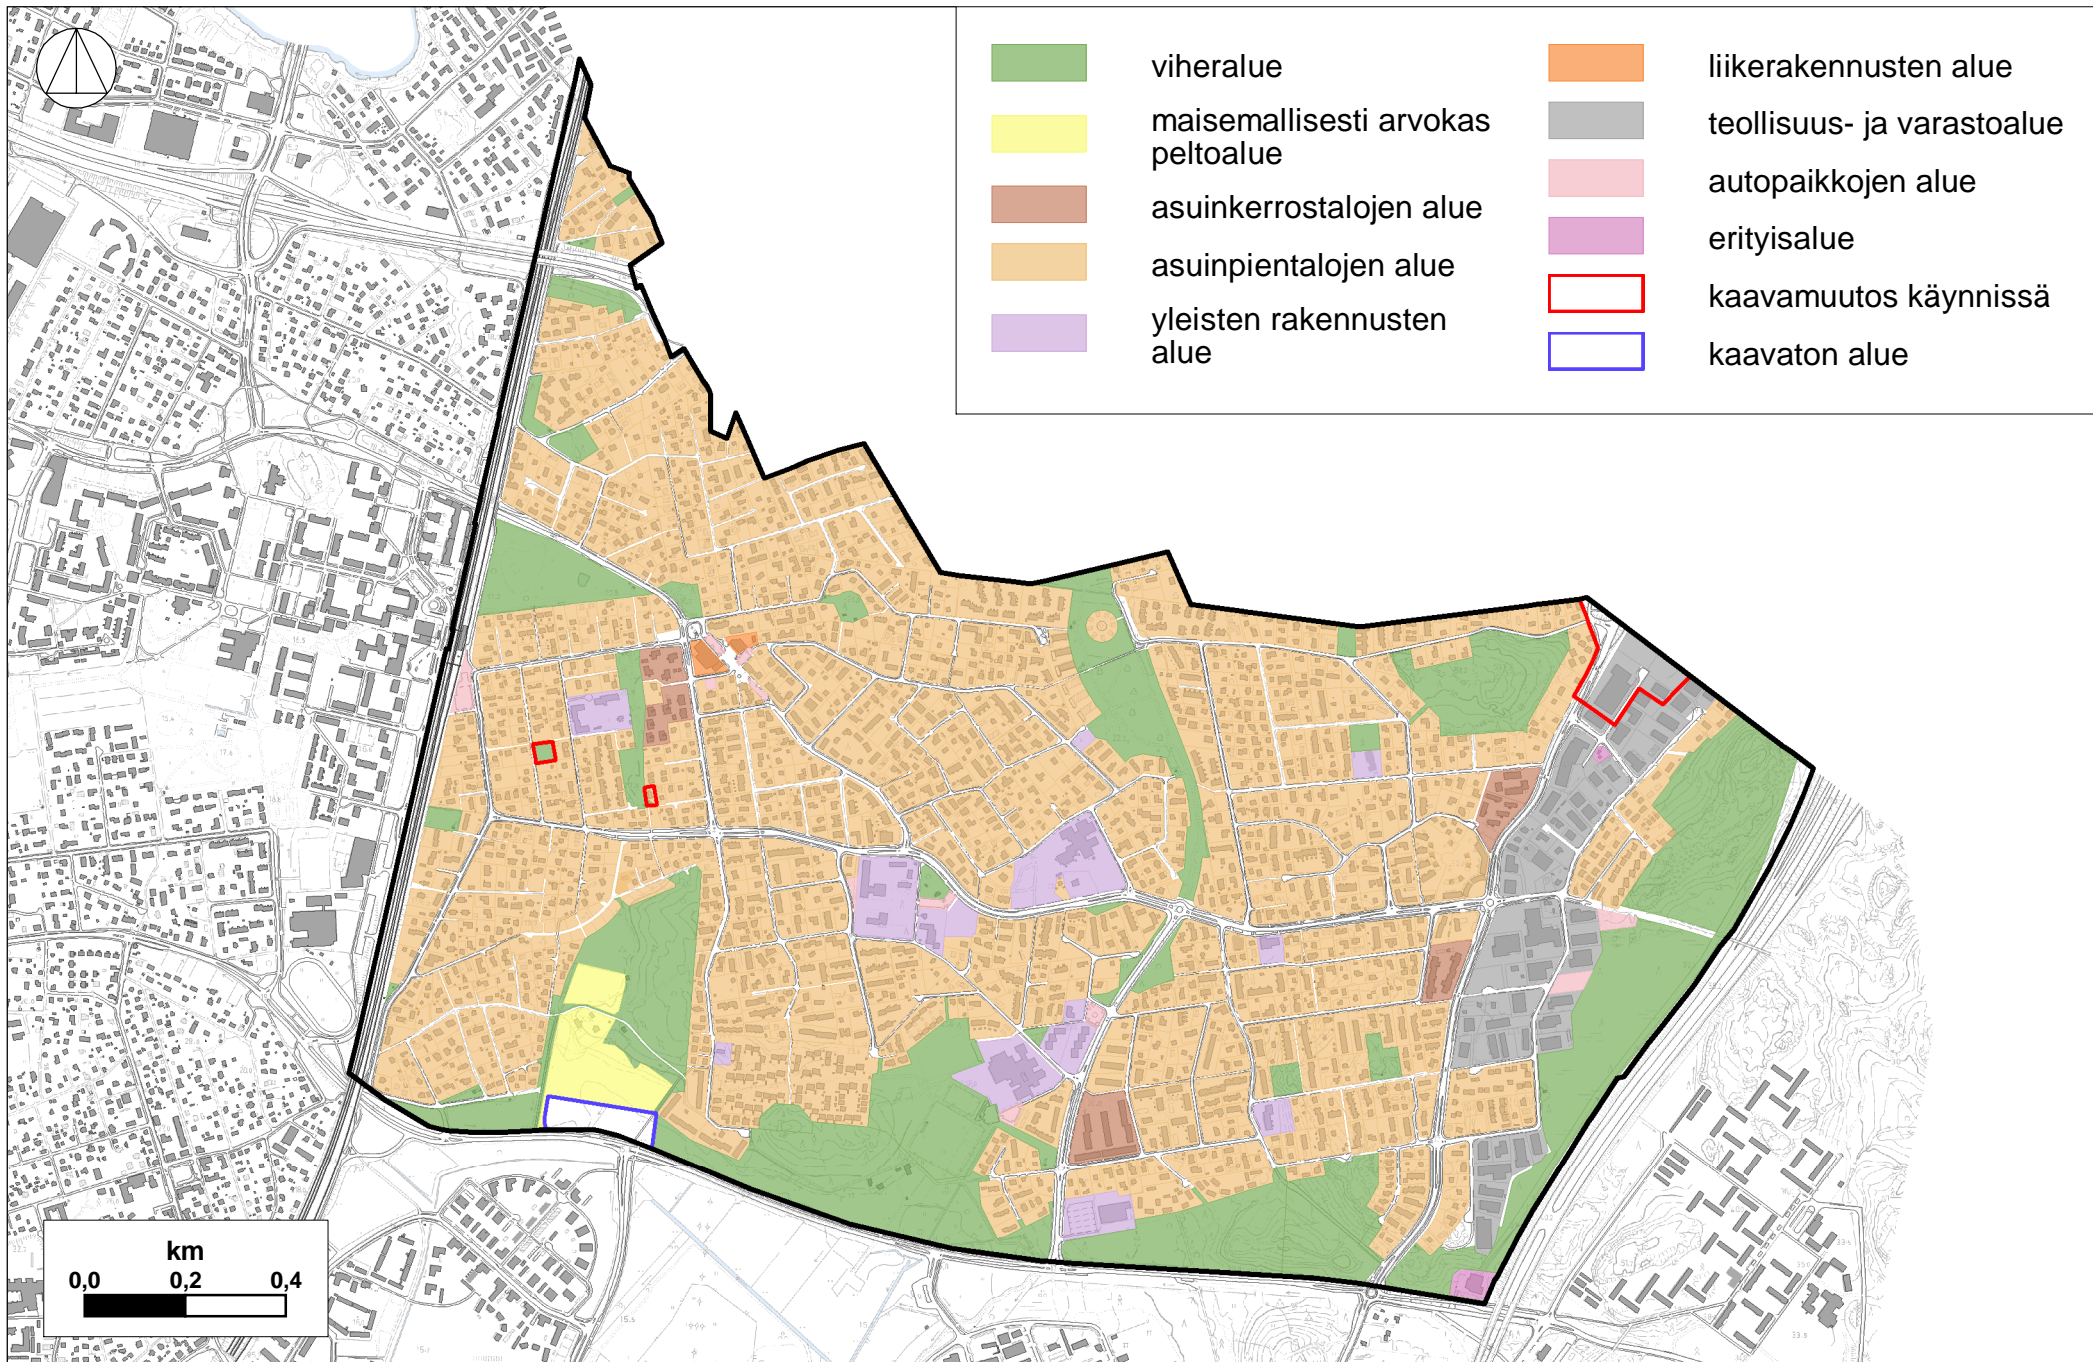 viheralue
maisemallisesti arvokas
peltoalue
asuinkerrostalojen alue
asuinpientalojen alue
yleisten rakennusten
alue
liikerakennusten alue
teollisuus- ja varastoalue
autopaikkojen alue
erityisalue
kaavamuutos käynnissä
kaavaton alue
km
0,0 0,2 0,4